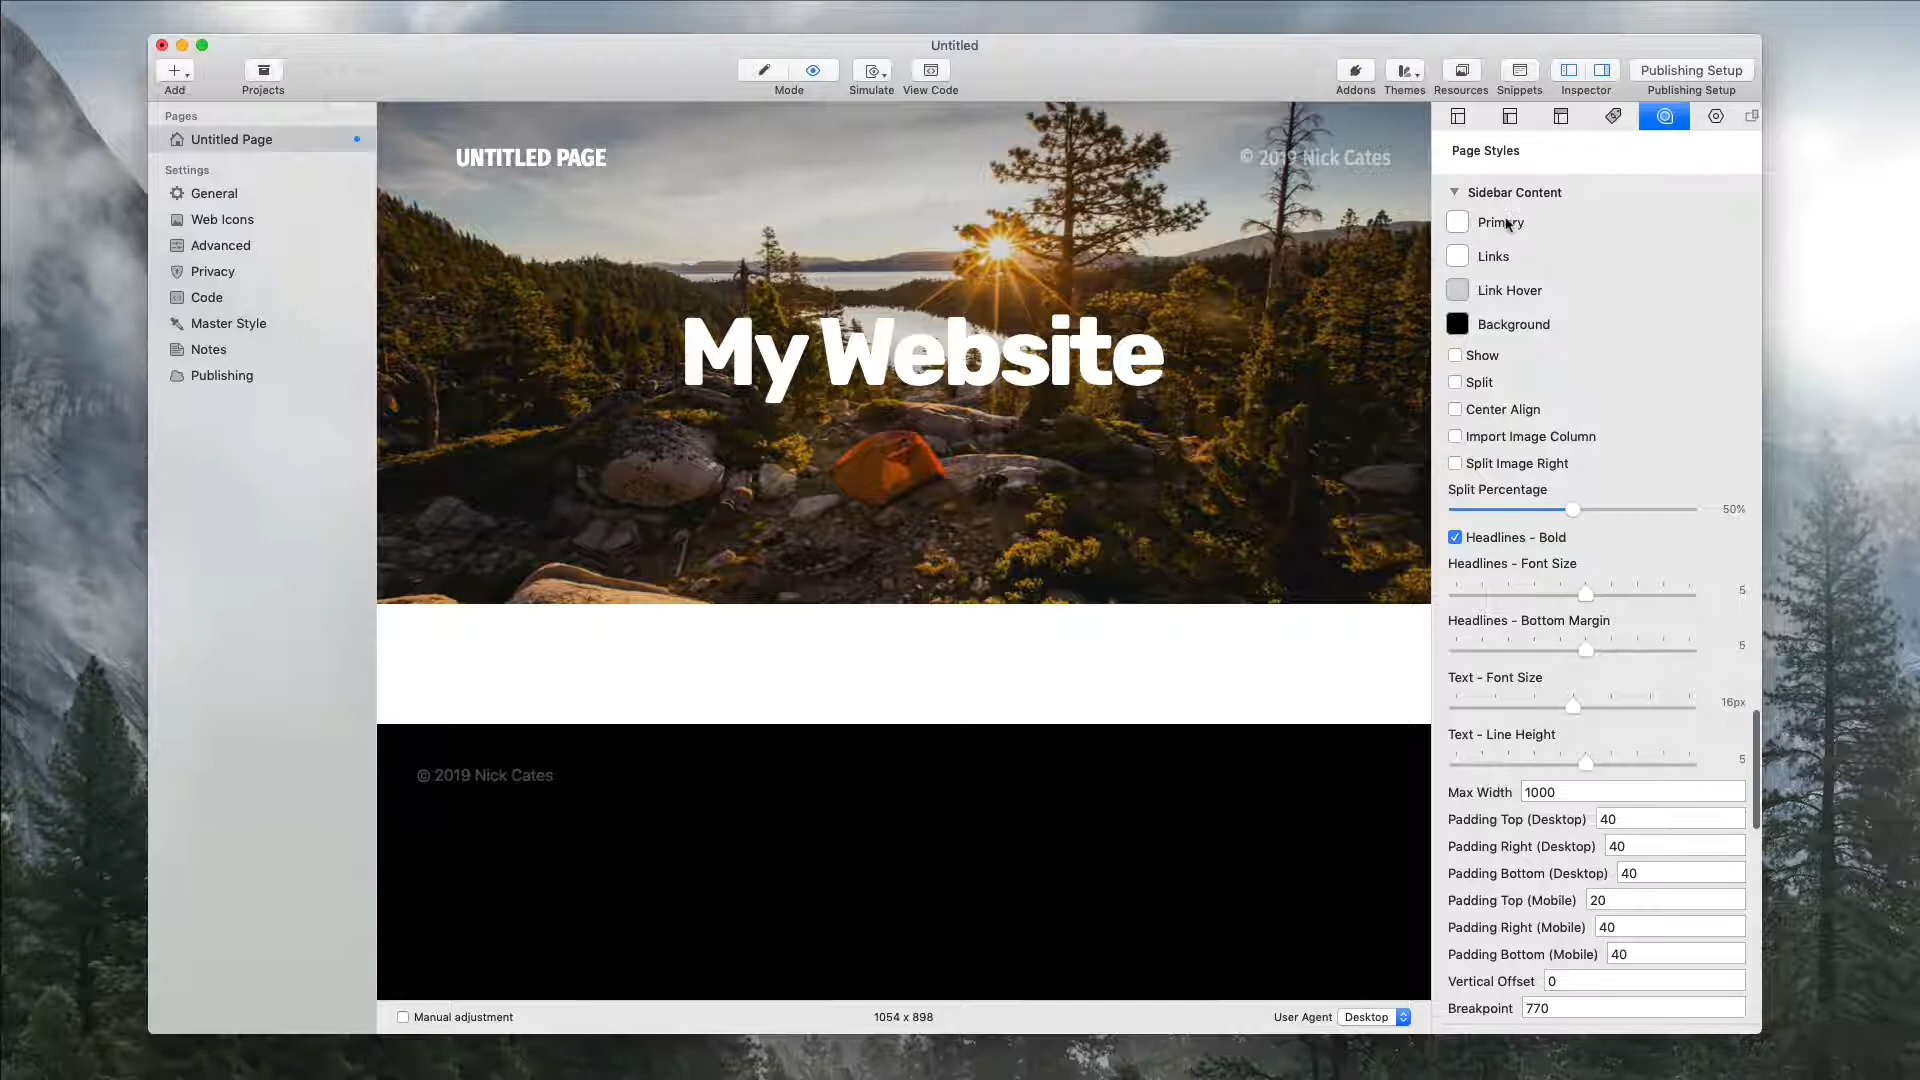 Untitled
Add
Projects
Mode
Simulate
View Code
Addons
Themes
Resources
Snippets
Inspector
Publishing Setup
Publishing Setup
Pages
Untitled Page
Settings
General
Web Icons
Advanced
Privacy
Code
Master Style
Notes
Publishing
UNTITLED PAGE
© 2019 Nick Cates
My Website
© 2019 Nick Cates
Manual adjustment
1054 x 898
User Agent Desktop
Page Styles
Sidebar Content
Primary
Links
Link Hover
Background
Show
Split
Center Align
Import Image Column
Split Image Right
Split Percentage
50%
Headlines - Bold
Headlines - Font Size
5
Headlines - Bottom Margin
5
Text - Font Size
16px
Text - Line Height
5
Max Width 1000
Padding Top (Desktop) 40
Padding Right (Desktop) 40
Padding Bottom (Desktop) 40
Padding Top (Mobile) 20
Padding Right (Mobile) 40
Padding Bottom (Mobile) 40
Vertical Offset 0
Breakpoint 770